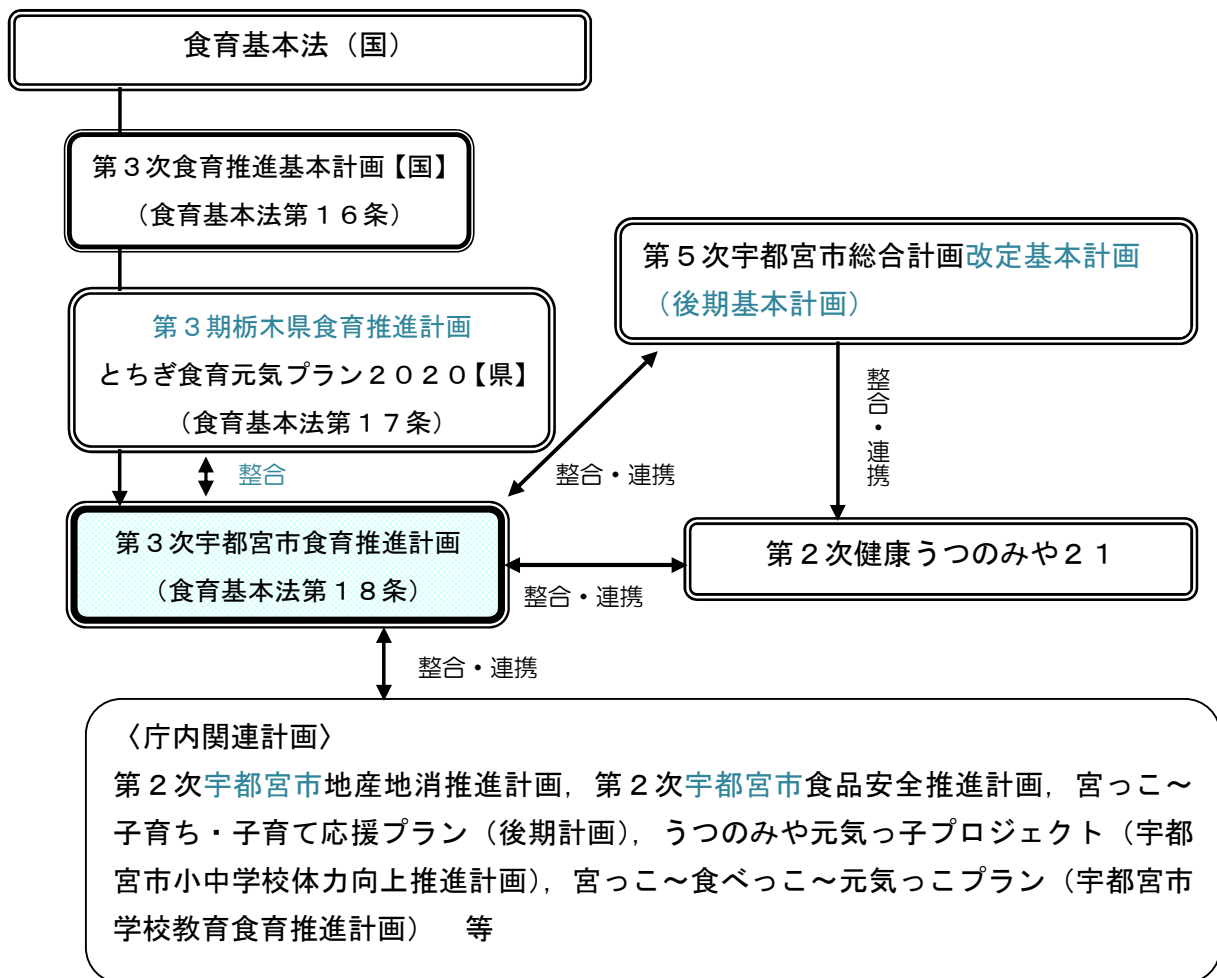 食育基本法（国）
第３次食育推進基本計画【国】
（食育基本法第１６条）
第３期栃木県食育推進計画
とちぎ食育元気プラン２０２０【県】
（食育基本法第１７条）
第５次宇都宮市総合計画改定基本計画
（後期基本計画）
整合・連携
整合
整合・連携
第３次宇都宮市食育推進計画
（食育基本法第１８条）
整合・連携
第２次健康うつのみや２１
整合・連携
〈庁内関連計画〉
第２次宇都宮市地産地消推進計画，第２次宇都宮市食品安全推進計画，宮っこ～
子育ち・子育て応援プラン（後期計画），うつのみや元気っ子プロジェクト（宇都
宮市小中学校体力向上推進計画），宮っこ～食べっこ～元気っこプラン（宇都宮市
学校教育食育推進計画）　等